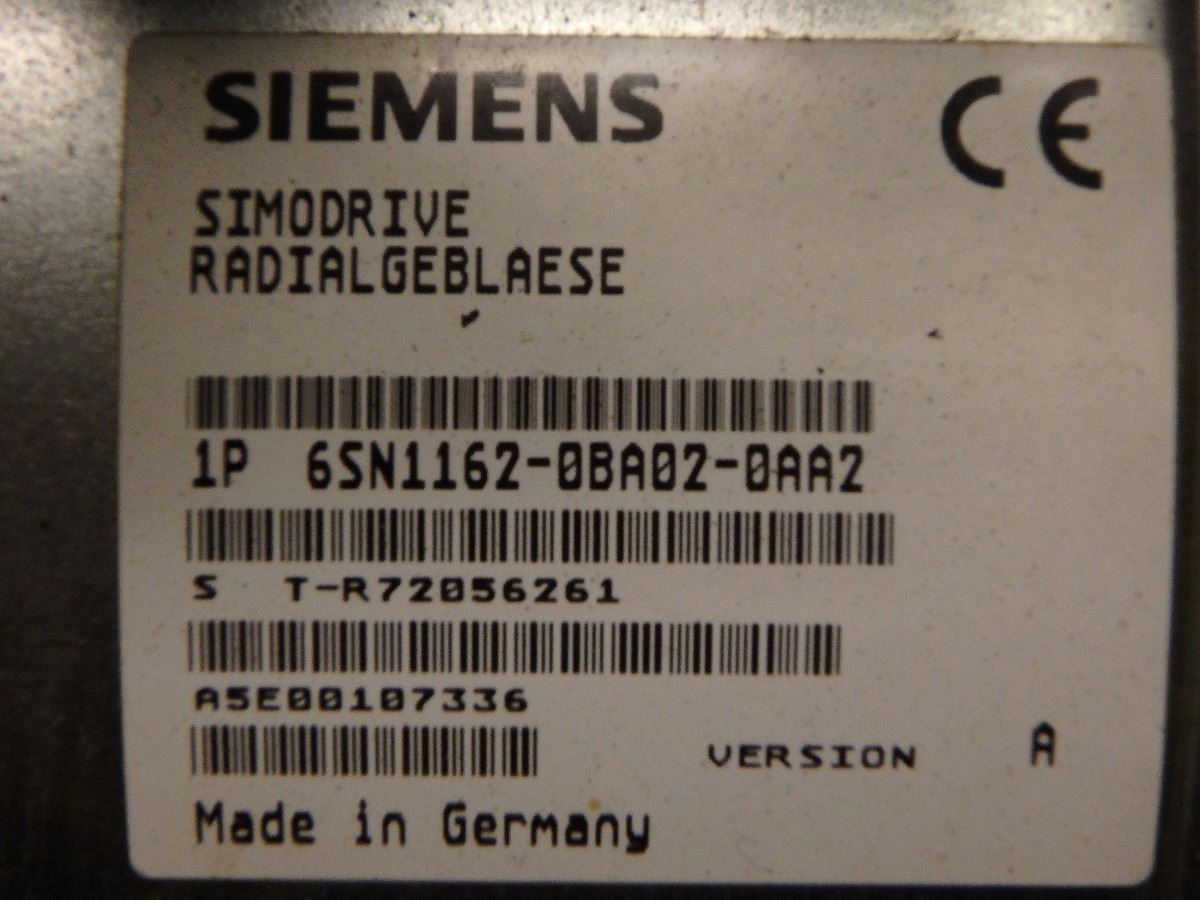 SIEMENS CE
SIMODRIVE
RADIALGEBLAESE
1P 6SN1162-0BA02-0AA2
S T-R72056261
A5E00107336
VERSION A
Made in Germany